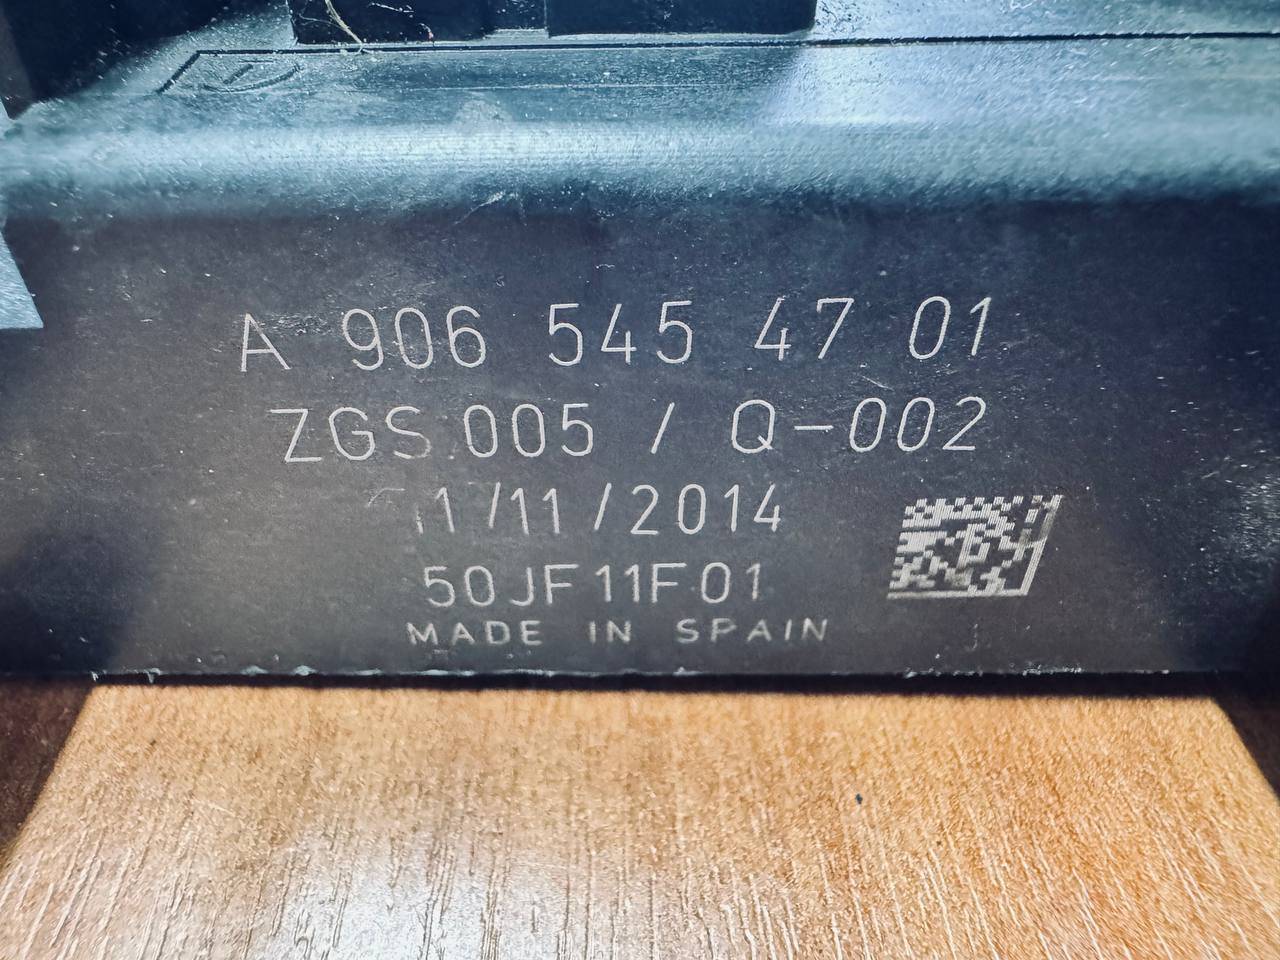 A 906 545 47 01
ZGS 005 / Q-002
11/11/2014
50JF11F01
MADE IN SPAIN